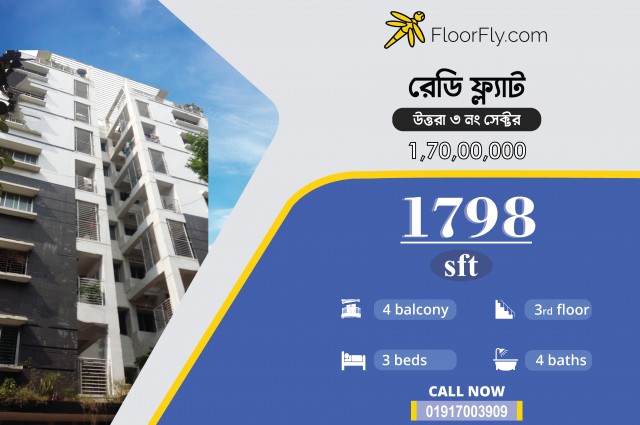 FloorFly.com
রেডি ফ্ল্যাট
উত্তরা ৩ নং সেক্টর
1,70,00,000
1798
sft
4 balcony
3rd floor
3 beds
4 baths
CALL NOW
01917003909